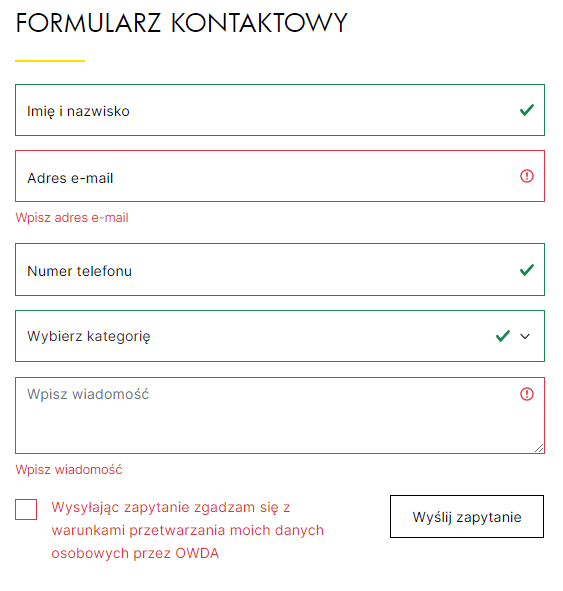 FORMULARZ KONTAKTOWY
Imię i nazwisko
Adres e-mail
Wpisz adres e-mail
Numer telefonu
Wybierz kategorię
Wpisz wiadomość
Wpisz wiadomość
Wysyłając zapytanie zgadzam się z
warunkami przetwarzania moich danych
osobowych przez OWDA
Wyślij zapytanie